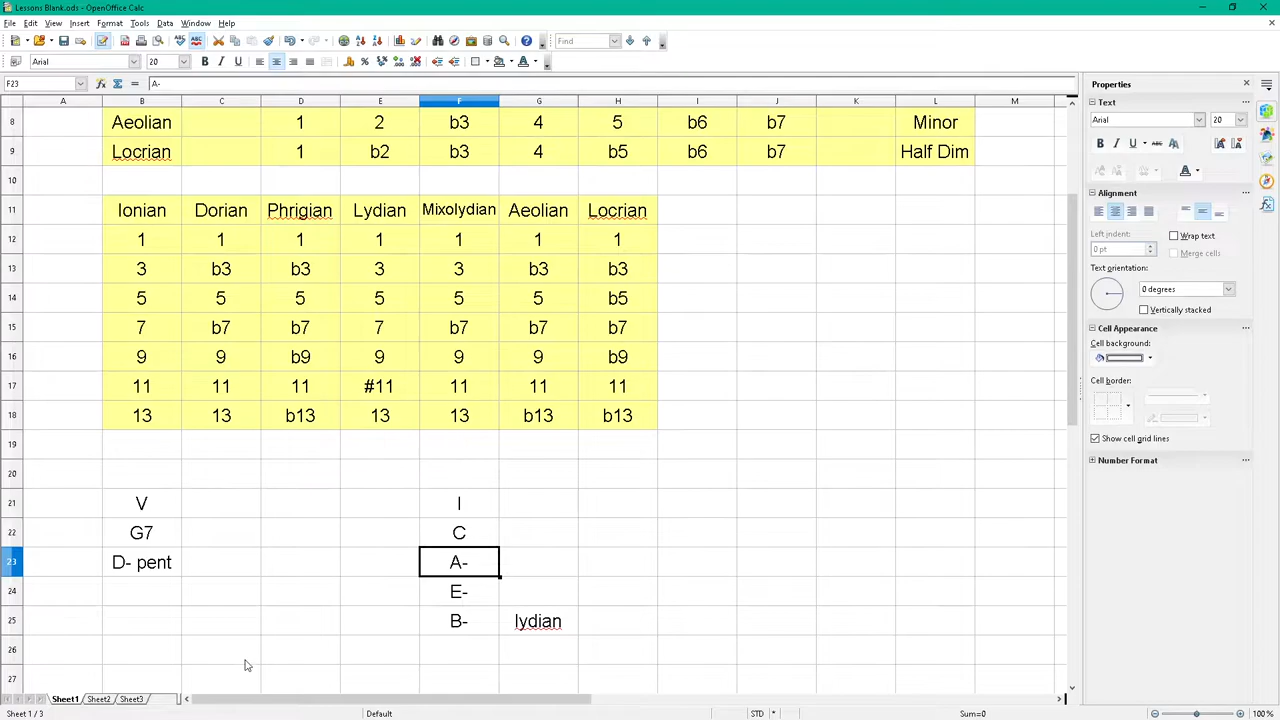 Lessons Blank.ods - OpenOffice Calc
File Edit View Insert Format Tools Data Window Help
Find
Arial 20 B I U
F23 A-
Properties
Text
Arial 20
B I U ABC A
Alignment
Left indent:
0 pt
Wrap text
Merge cells
Text orientation:
0 degrees
Vertically stacked
Cell Appearance
Cell background:
Cell border:
Show cell grid lines
Number Format
A B C D E F G H I J K L M
8 Aeolian 1 2 b3 4 5 b6 b7 Minor
9 Locrian 1 b2 b3 4 b5 b6 b7 Half Dim
10
11 Ionian Dorian Phrigian Lydian Mixolydian Aeolian Locrian
12 1 1 1 1 1 1 1
13 3 b3 b3 3 3 b3 b3
14 5 5 5 5 5 5 b5
15 7 b7 b7 7 b7 b7 b7
16 9 9 b9 9 9 9 b9
17 11 11 11 #11 11 11 11
18 13 13 b13 13 13 b13 b13
19
20
21 V I
22 G7 C
23 D- pent A-
24 E-
25 B- lydian
26
27
Sheet1 Sheet2 Sheet3
Sheet 1 / 3 Default STD * Sum=0 100%